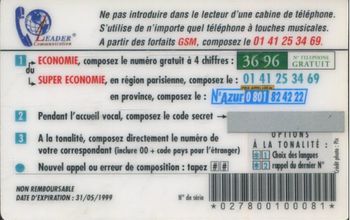 LEADER
Communication
Ne pas introduire dans le lecteur d'une cabine de téléphone.
S'utilise de n'importe quel téléphone à touches musicales.
A partir des forfaits GSM, composez le 01 41 25 34 69.
1 ECONOMIE, composez le numéro gratuit à 4 chiffres : 36 96 N° TELEPHONE GRATUIT
ou
SUPER ECONOMIE, en région parisienne, composez le : 01 41 25 34 69
en province, composez le : N°Azur 0 801 62 42 22
2 Pendant l'accueil vocal, composez le code secret
3 A la tonalité, composez directement le numéro de
votre correspondant (inclure 00 + code pays pour l'étranger)
Nouvel appel ou erreur de composition : tapez # #
OPTIONS
À LA TONALITÉ :
* 1 Choix des langues
* * rappel du dernier N°
NON REMBOURSABLE
DATE D'EXPIRATION : 31/05/1999
N° de série
*027800100081*